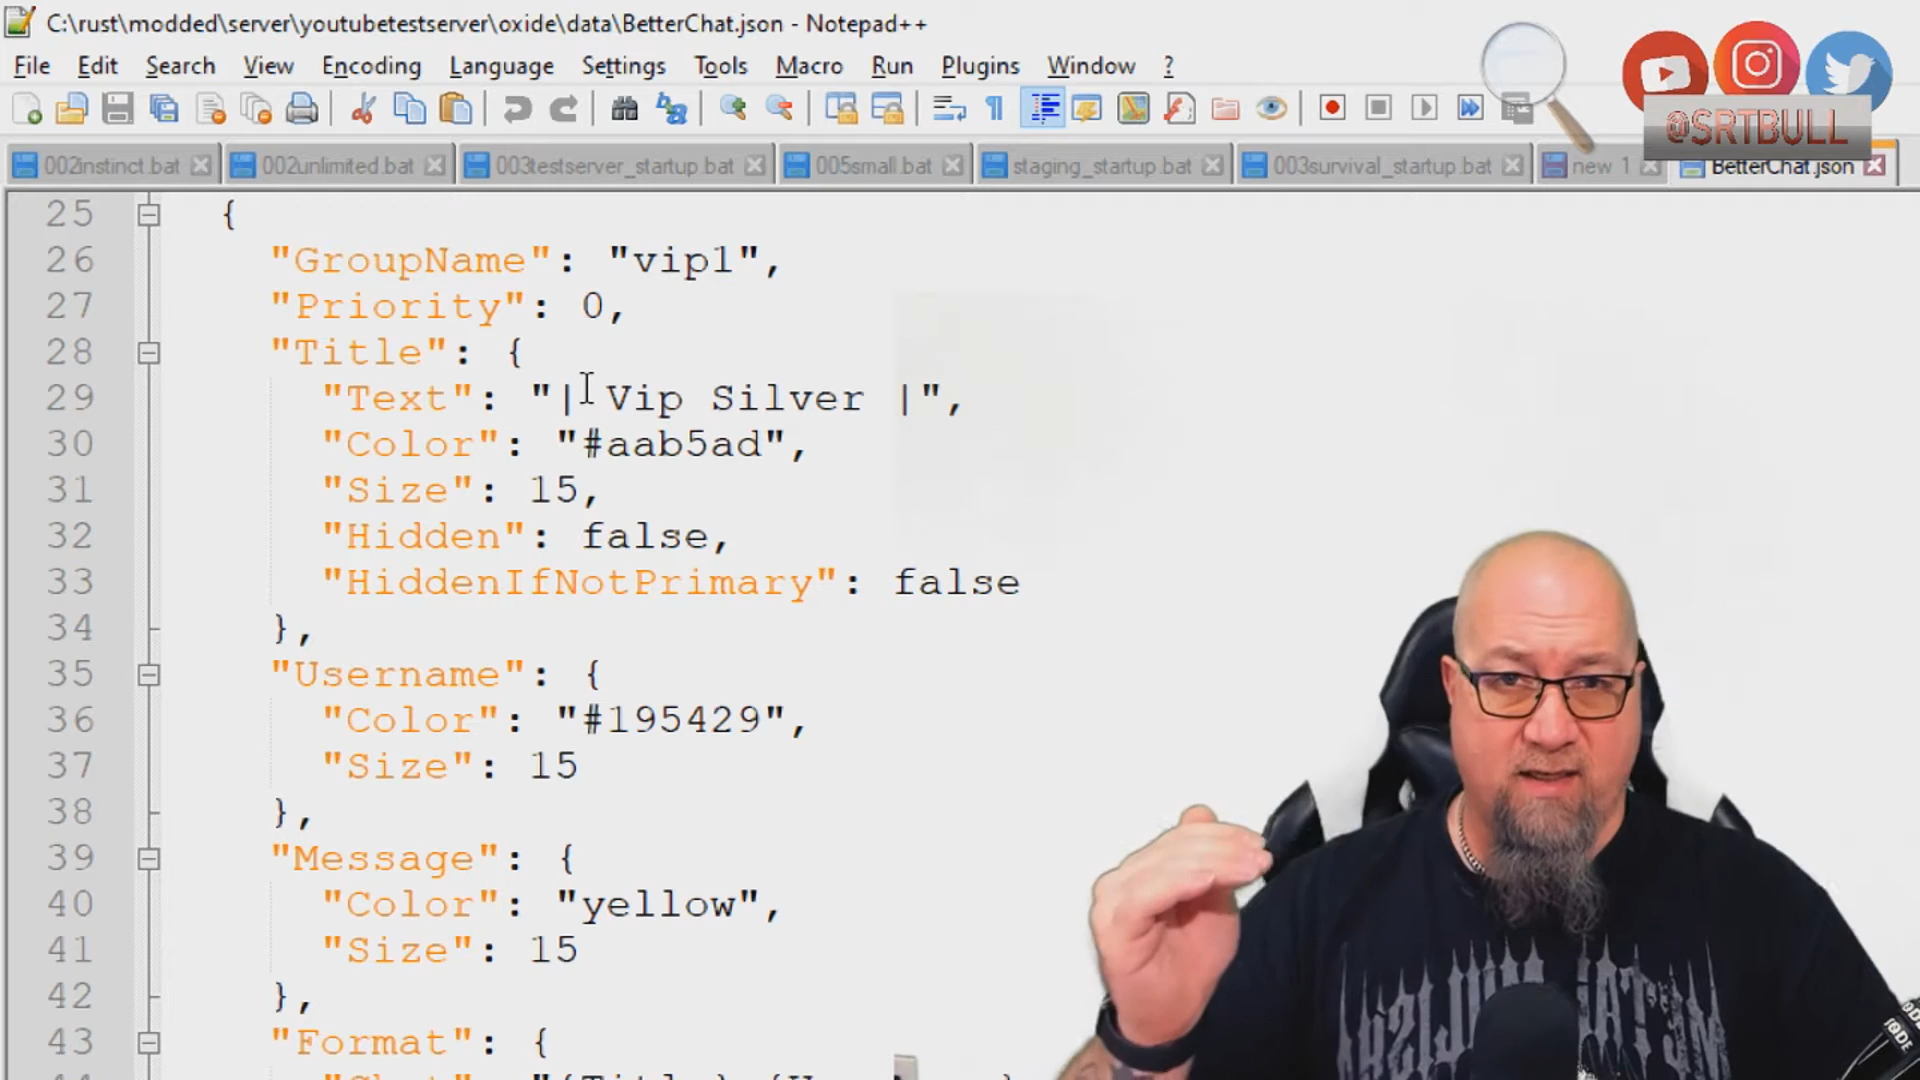 C:\rust\modded\server\youtubetestserver\oxide\data\BetterChat.json - Notepad++
File Edit Search View Encoding Language Settings Tools Macro Run Plugins Window ?
@SRTBULL
002instinct.bat 002unlimited.bat 003testserver_startup.bat 005small.bat staging_startup.bat 003survival_startup.bat new 1 BetterChat.json
25 {
26 "GroupName": "vip1",
27 "Priority": 0,
28 "Title": {
29 "Text": "| Vip Silver |",
30 "Color": "#aab5ad",
31 "Size": 15,
32 "Hidden": false,
33 "HiddenIfNotPrimary": false
34 },
35 "Username": {
36 "Color": "#195429",
37 "Size": 15
38 },
39 "Message": {
40 "Color": "yellow",
41 "Size": 15
42 },
43 "Format": {